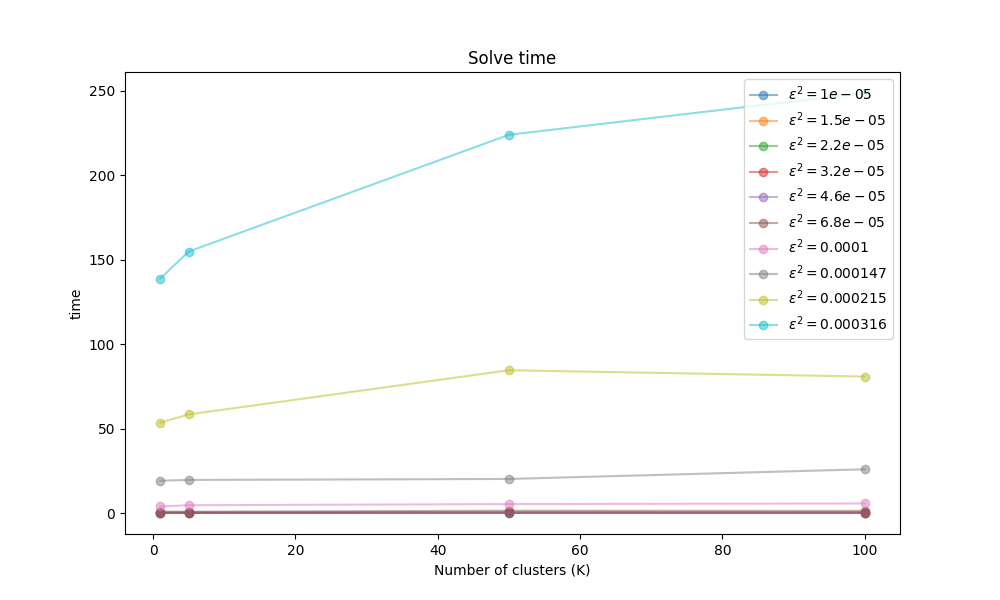 Solve time
250
200
150
100
50
0
time
0
20
40
60
80
100
Number of clusters (K)
ε² = 1e − 05
ε² = 1.5e − 05
ε² = 2.2e − 05
ε² = 3.2e − 05
ε² = 4.6e − 05
ε² = 6.8e − 05
ε² = 0.0001
ε² = 0.000147
ε² = 0.000215
ε² = 0.000316